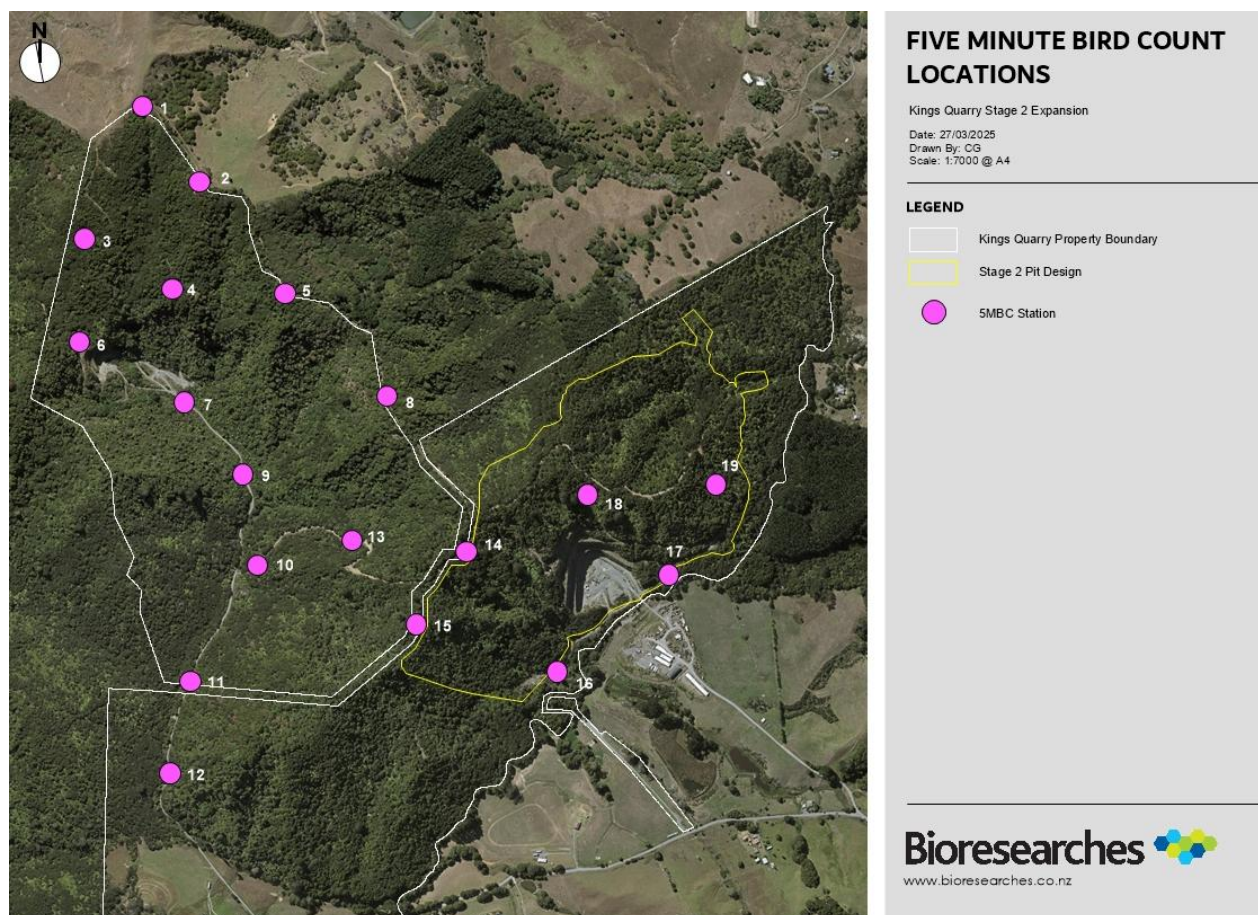 N
1
2
3
4
5
6
7
8
9
10
13
14
15
11
12
16
17
18
19
FIVE MINUTE BIRD COUNT
LOCATIONS
Kings Quarry Stage 2 Expansion
Date: 27/03/2025
Drawn By: CG
Scale: 1:7000 @ A4
LEGEND
Kings Quarry Property Boundary
Stage 2 Pit Design
5MBC Station
Bioresearches
www.bioresearches.co.nz